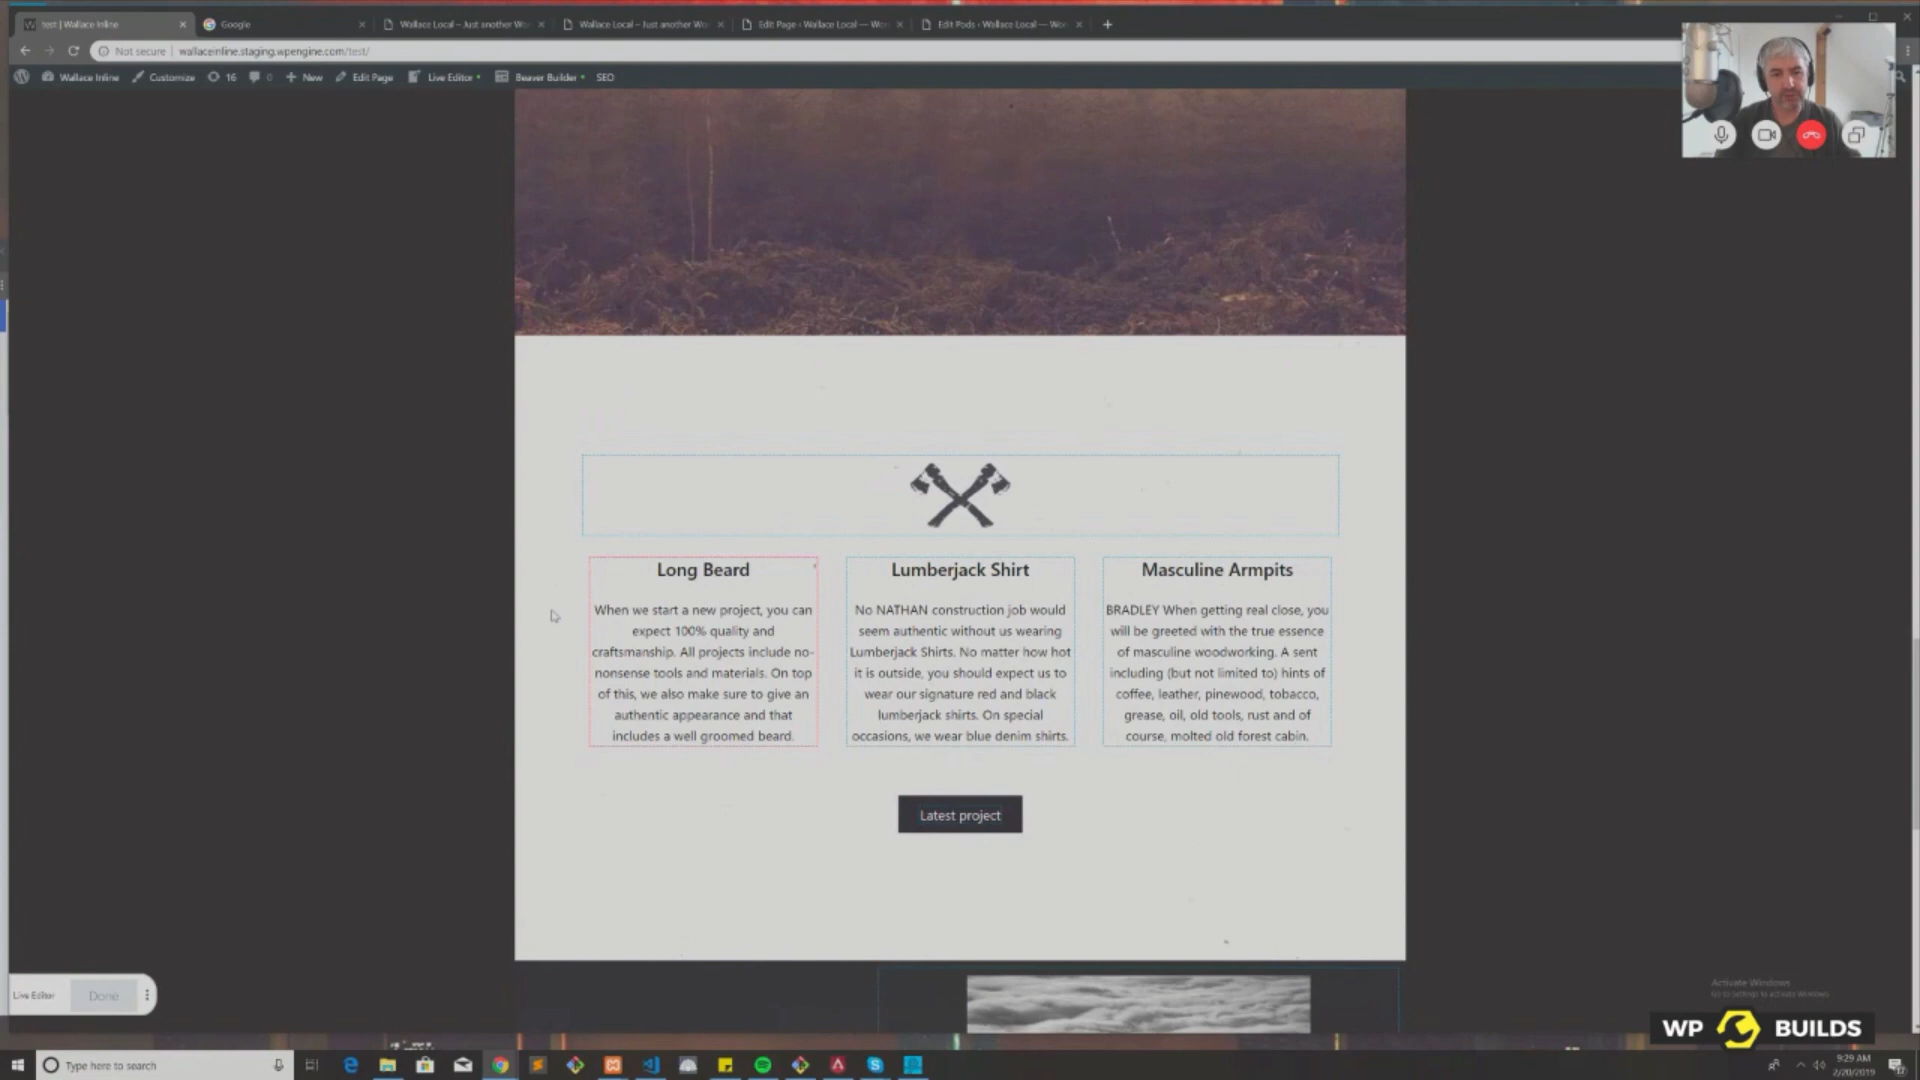 test | Wallace Inline
Google
Wallace Local – Just another Wo
Wallace Local – Just another Wo
Edit Page ‹ Wallace Local — Wor
Edit Pods ‹ Wallace Local — Wor
Not secure | wallaceinline.staging.wpengine.com/test/
Wallace Inline
Customize
16
0
New
Edit Page
Live Editor
Beaver Builder
SEO
Long Beard
When we start a new project, you can
expect 100% quality and
craftsmanship. All projects include no-
nonsense tools and materials. On top
of this, we also make sure to give an
authentic appearance and that
includes a well groomed beard.
Lumberjack Shirt
No NATHAN construction job would
seem authentic without us wearing
Lumberjack Shirts. No matter how hot
it is outside, you should expect us to
wear our signature red and black
lumberjack shirts. On special
occasions, we wear blue denim shirts.
Masculine Armpits
BRADLEY When getting real close, you
will be greeted with the true essence
of masculine woodworking. A sent
including (but not limited to) hints of
coffee, leather, pinewood, tobacco,
grease, oil, old tools, rust and of
course, molted old forest cabin.
Latest project
Live Editor
Done
Activate Windows
Go to Settings to activate Windows.
WP BUILDS
Type here to search
9:29 AM
2/20/2019